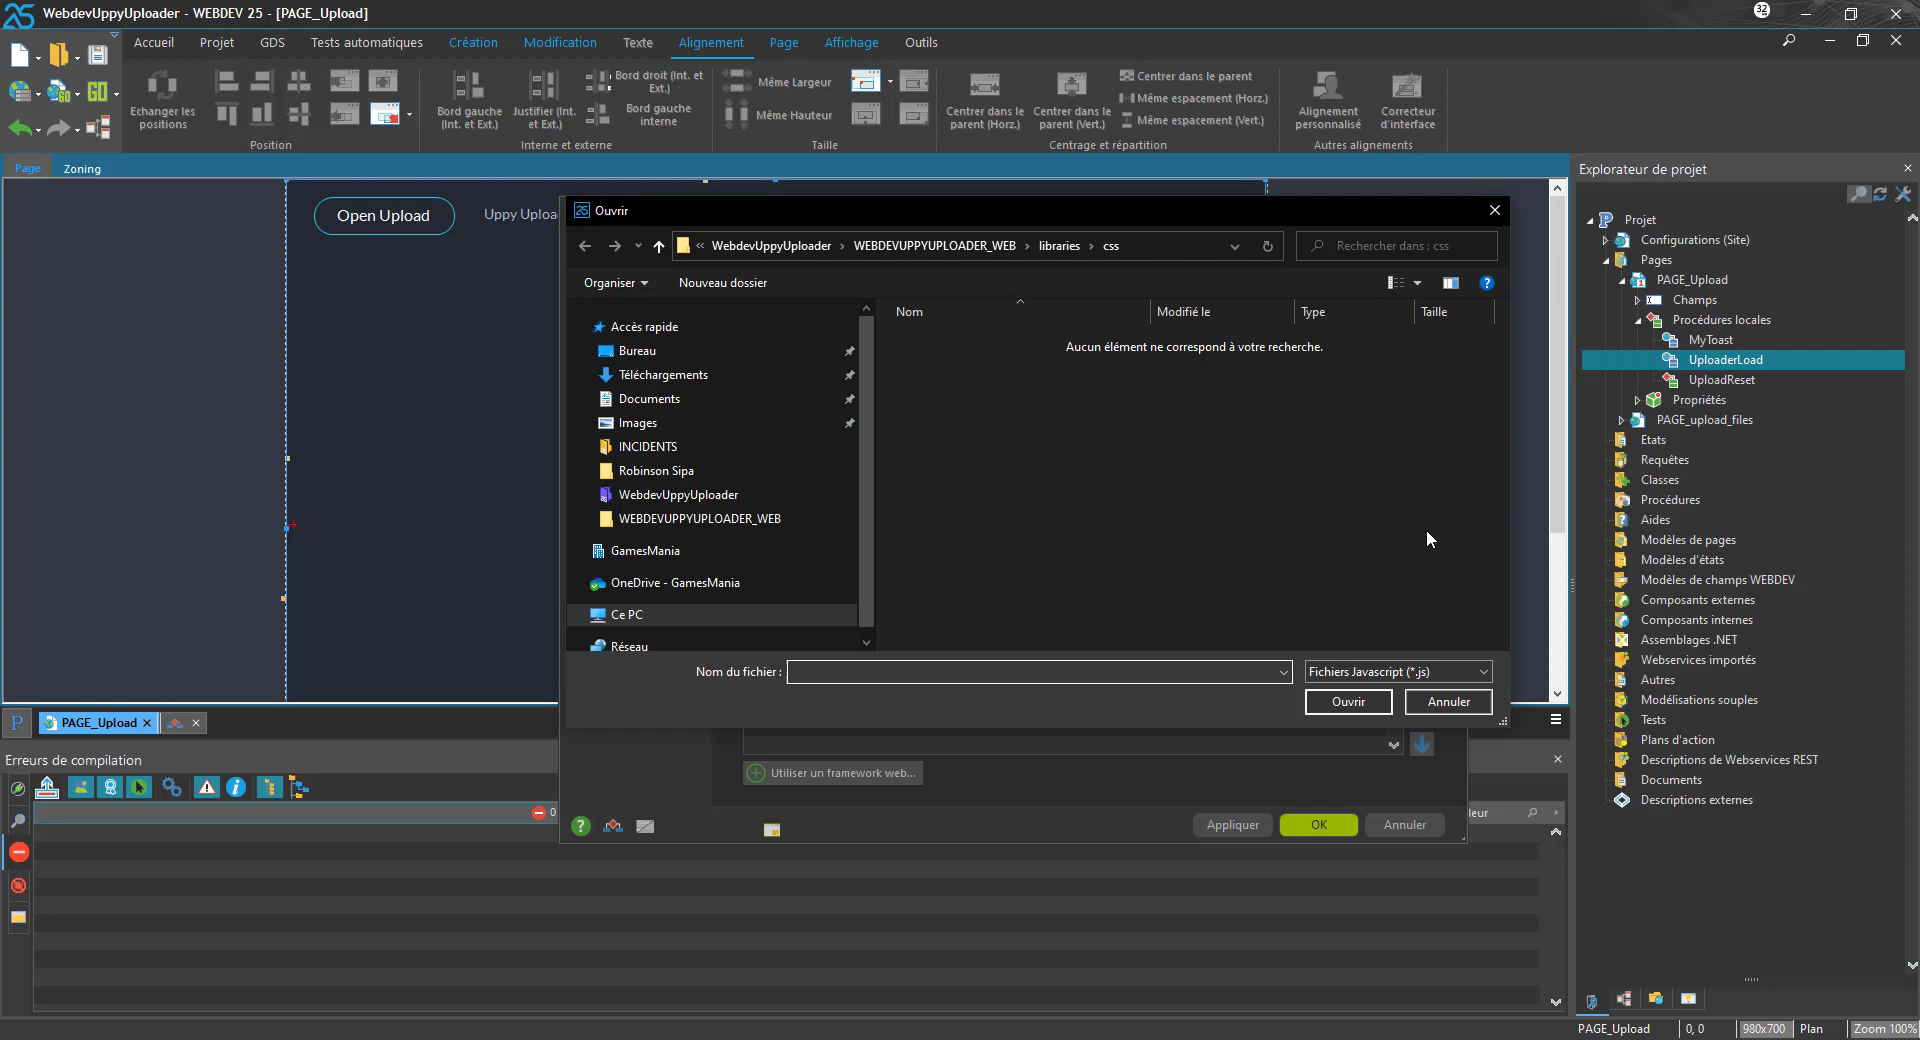 WebdevUppyUploader - WEBDEV 25 - [PAGE_Upload]
32
Accueil
Projet
GDS
Tests automatiques
Création
Modification
Texte
Alignement
Page
Affichage
Outils
GO
GO
Echanger les
positions
Position
Bord gauche
(Int. et Ext.)
Justifier (Int.
et Ext.)
Bord droit (Int. et
Ext.)
Bord gauche
interne
Interne et externe
Même Largeur
Même Hauteur
Taille
Centrer dans le
parent (Horz.)
Centrer dans le
parent (Vert.)
Centrer dans le parent
Même espacement (Horz.)
Même espacement (Vert.)
Centrage et répartition
Alignement
personnalisé
Correcteur
d'interface
Autres alignements
Page
Zoning
Open Upload
Uppy Uploa
Ouvrir
«
WebdevUppyUploader
WEBDEVUPPYUPLOADER_WEB
libraries
css
Rechercher dans : css
Organiser
Nouveau dossier
Nom
Modifié le
Type
Taille
Aucun élément ne correspond à votre recherche.
Accès rapide
Bureau
Téléchargements
Documents
Images
INCIDENTS
Robinson Sipa
WebdevUppyUploader
WEBDEVUPPYUPLOADER_WEB
GamesMania
OneDrive - GamesMania
Ce PC
Réseau
Nom du fichier :
Fichiers Javascript (*.js)
Ouvrir
Annuler
Utiliser un framework web...
Appliquer
OK
Annuler
PAGE_Upload
Erreurs de compilation
0
leur
Explorateur de projet
Projet
Configurations (Site)
Pages
PAGE_Upload
Champs
Procédures locales
MyToast
UploaderLoad
UploadReset
Propriétés
PAGE_upload_files
Etats
Requêtes
Classes
Procédures
Aides
Modèles de pages
Modèles d'états
Modèles de champs WEBDEV
Composants externes
Composants internes
Assemblages .NET
Webservices importés
Autres
Modélisations souples
Tests
Plans d'action
Descriptions de Webservices REST
Documents
Descriptions externes
PAGE_Upload
0, 0
980x700
Plan
Zoom 100%